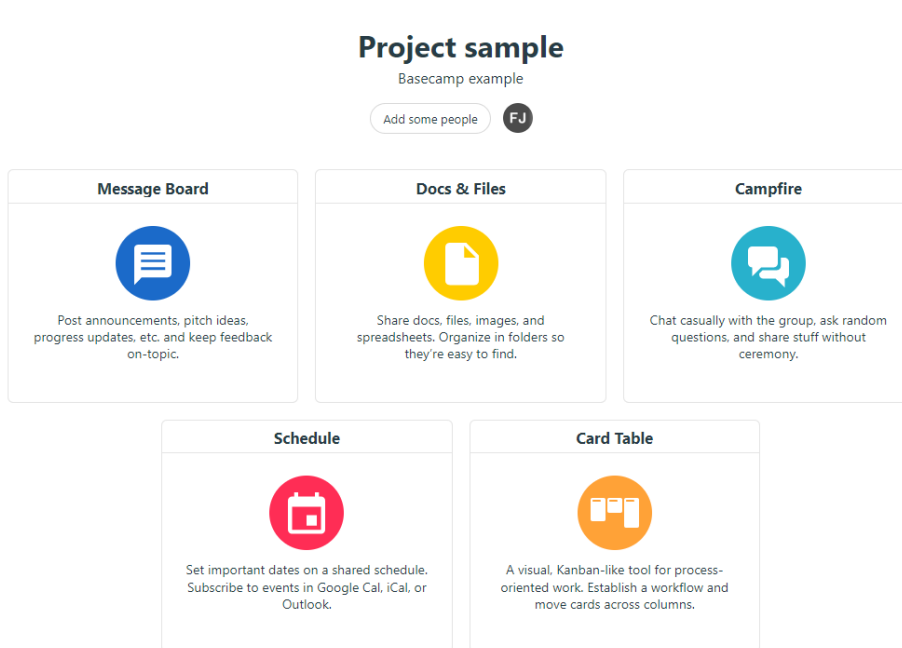 Project sample
Basecamp example
Add some people
FJ
Message Board
Post announcements, pitch ideas,
progress updates, etc. and keep feedback
on-topic.
Docs & Files
Share docs, files, images, and
spreadsheets. Organize in folders so
they're easy to find.
Campfire
Chat casually with the group, ask random
questions, and share stuff without
ceremony.
Schedule
Set important dates on a shared schedule.
Subscribe to events in Google Cal, iCal, or
Outlook.
Card Table
A visual, Kanban-like tool for process-
oriented work. Establish a workflow and
move cards across columns.